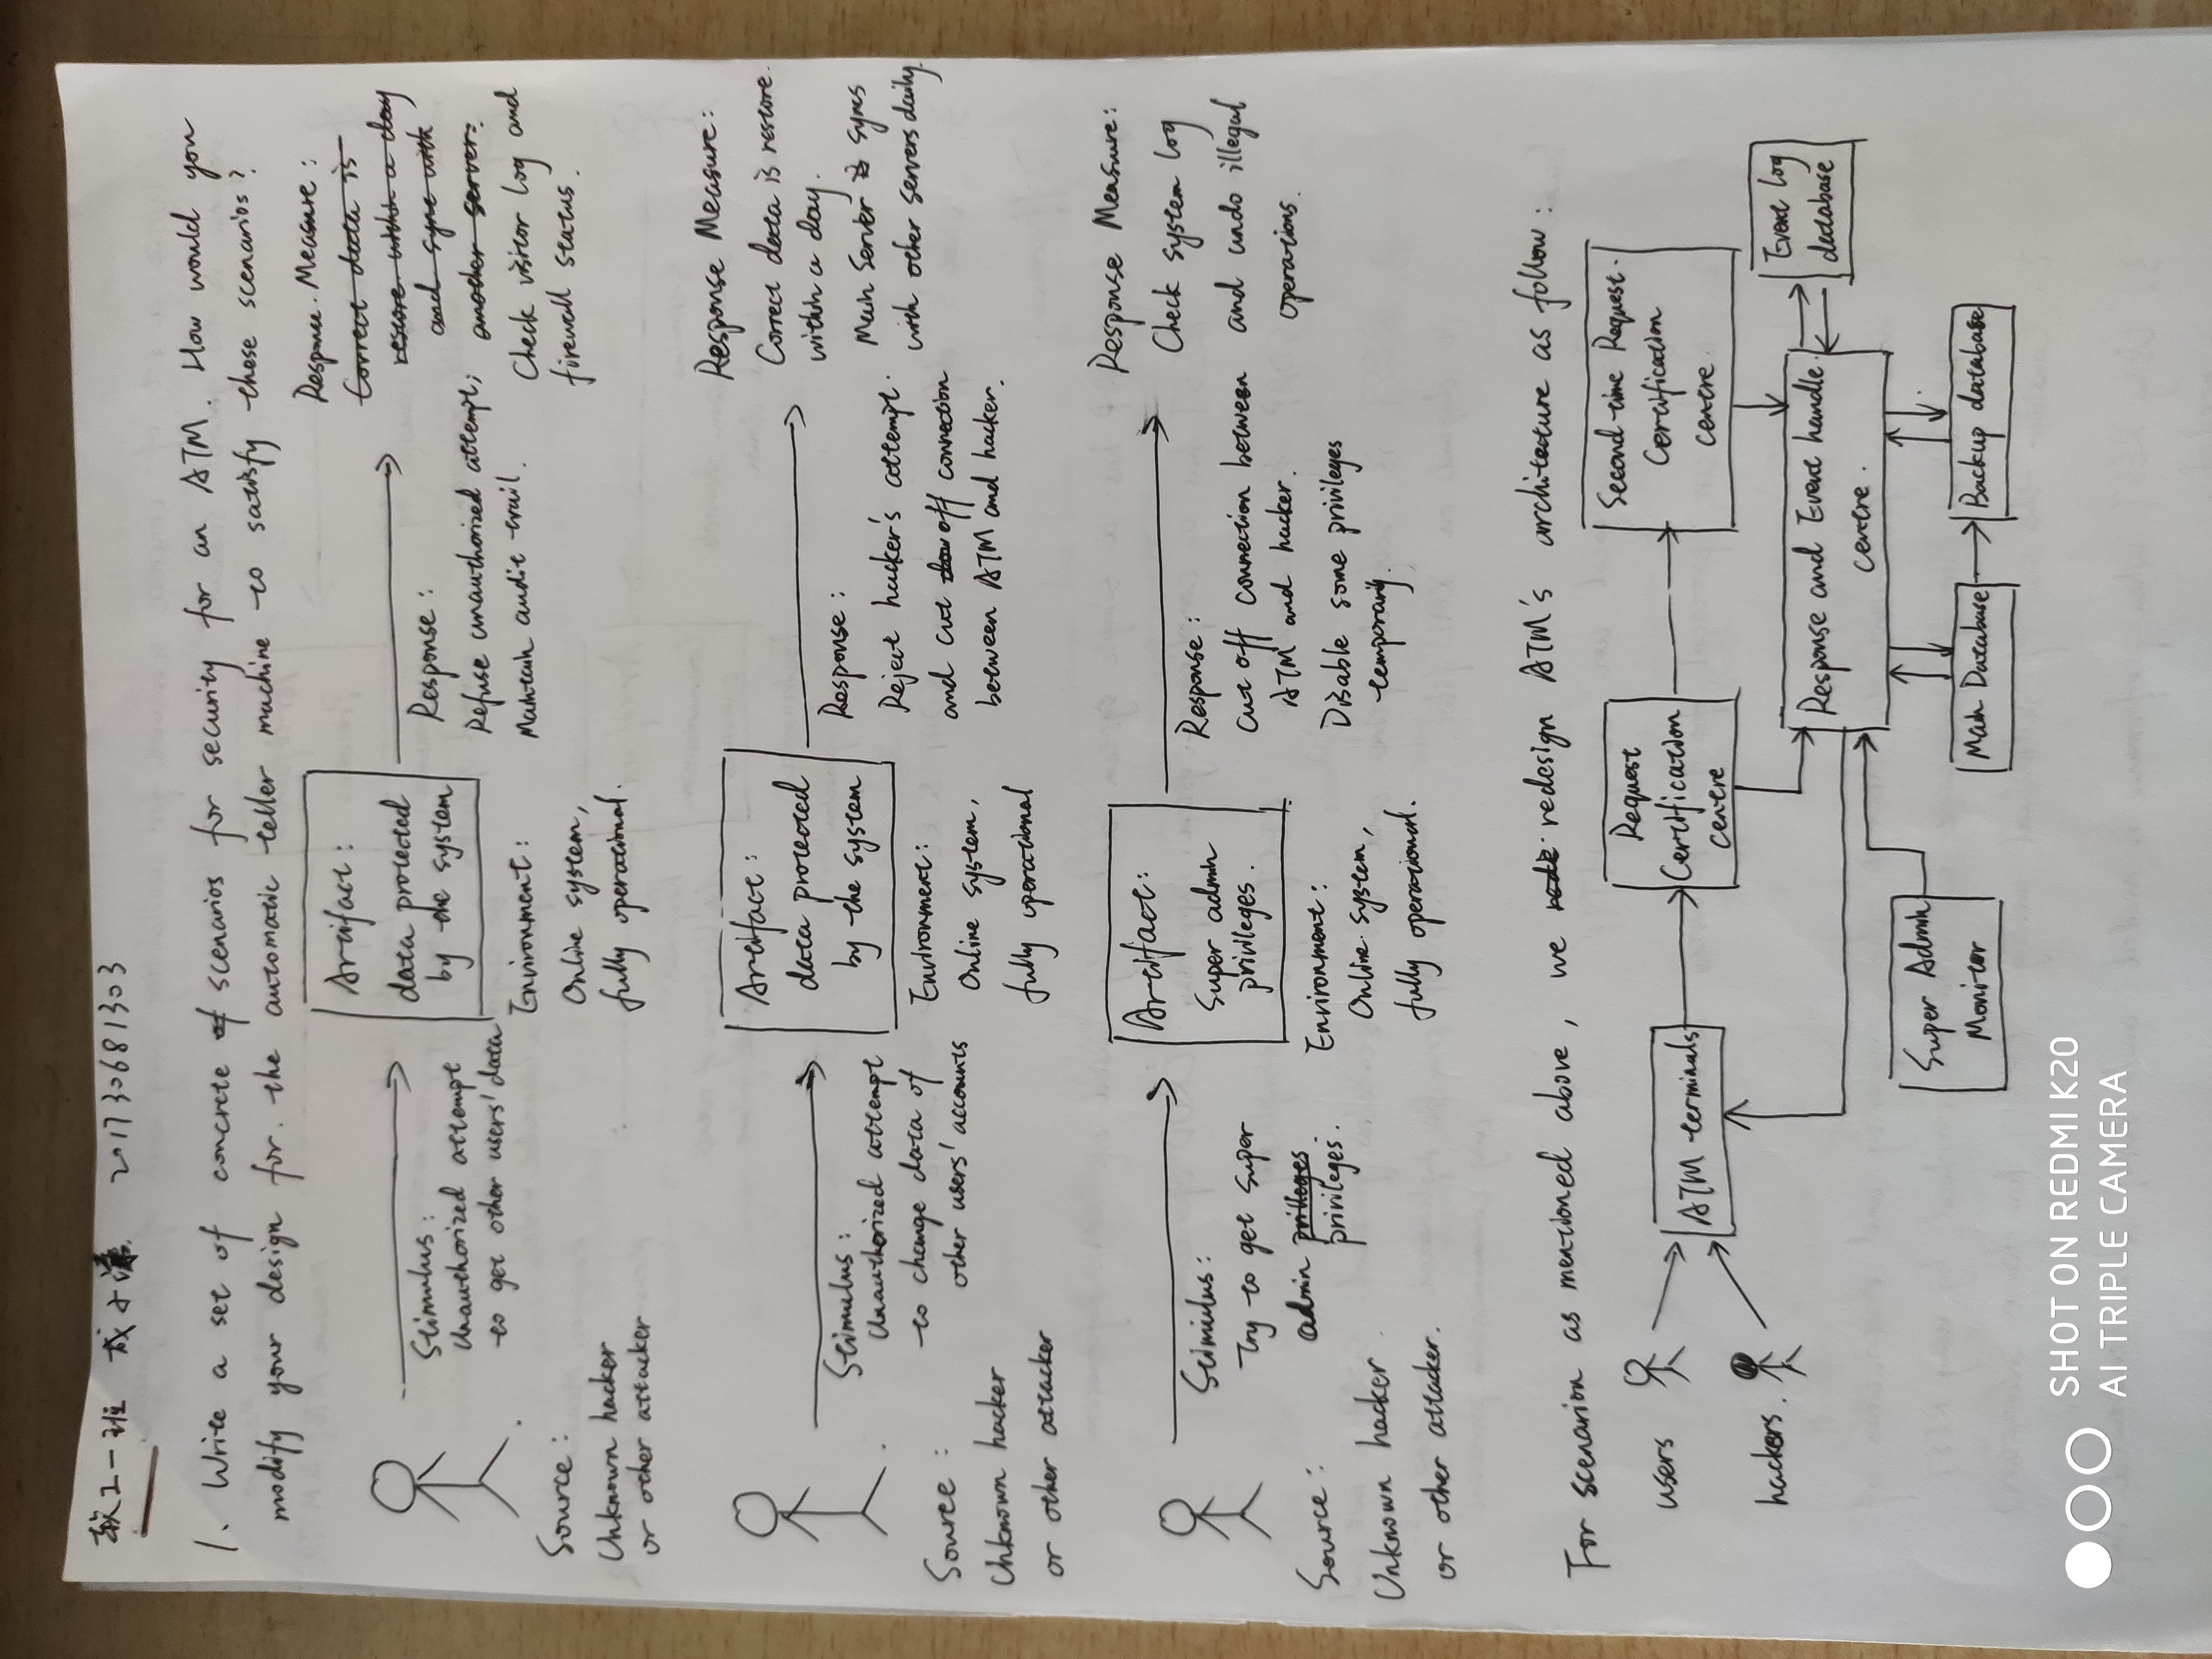 软工一班 201730681303
1. Write a set of concrete of scenarios for security for an ATM. How would you
modify your design for. the automatic teller machine to satisfy these scenarios?
Source:
Unknown hacker
or other attacker
Stimulus:
Unauthorized attempt
to get other users' data
Artifact:
data protected
by the system
Environment:
Online system,
fully operational.
Response:
Refuse unauthorized attempt;
Maintain audit trail.
Response Measure:
Correct data is
restore within a day
and sync with
another server.
Check visitor log and
firewall status.
Source:
Unknown hacker
or other attacker
Stimulus:
Unauthorized attempt
to change data of
other users' accounts
Artifact:
data protected
by the system
Environment:
Online system,
fully operational
Response:
Reject hacker's attempt.
and cut off connection
between ATM and hacker.
Response Measure:
Correct data is restore.
within a day.
Main Server is syncs
with other servers daily.
Source:
Unknown hacker
or other attacker.
Stimulus:
Try to get super
admin prilleges
privileges.
Artifact:
Super admin
privileges.
Environment:
Online system,
fully operational.
Response:
Cut off connection between
ATM and hacker.
Disable some privileges
temporarily.
Response Measure:
Check system log
and undo illegal
operations.
For scenarion as mentioned above, we rede redesign ATM's architecture as follow:
users
hackers.
ATM terminals
Request
Certification
centre
Second-time Request
Certification
centre
Response and Event handle
centre.
Event log
database
Super Admin
Monitor
Main Database
Backup database
SHOT ON REDMI K20
AI TRIPLE CAMERA